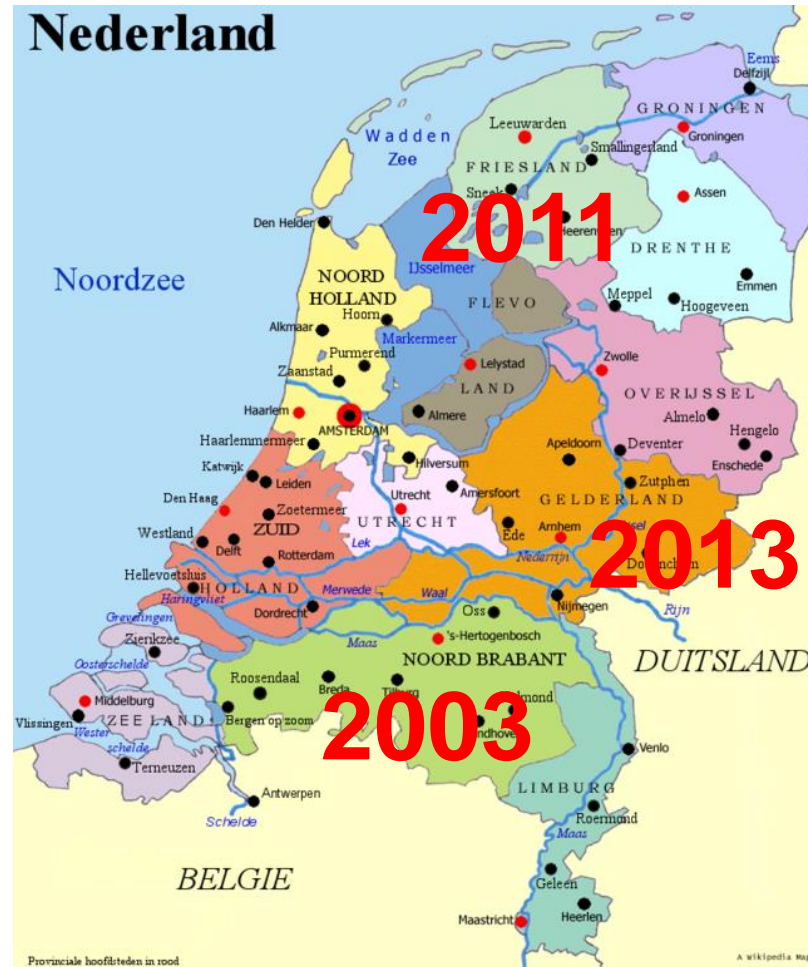 Nederland
Eems
Delfzijl
GRONINGEN
Groningen
Leeuwarden
Wadden
Zee
Smallingerland
FRIESLAND
Sneek
Assen
2011
Den Helder
DRENTHE
Noordzee
IJsselmeer
NOORD
HOLLAND
FLEVO
Emmen
Meppel
Hoogeveen
Hoorn
Alkmaar
Markermeer
Purmerend
Zwolle
Lelystad
Zaanstad
LAND
OVERIJSSEL
Haarlem
Almere
Almelo
AMSTERDAM
Hengelo
Haarlemmermeer
Apeldoorn
Deventer
Hilversum
Enschede
Katwijk
Leiden
Amersfoort
Zutphen
Den Haag
Utrecht
GELDERLAND
Zoetermeer
UTRECHT
Ede
Arnhem
ZUID
Westland
Delft
Lek
Rotterdam
Nederijn
2013
Hellevoetsluis
HOLLAND
Merwede
Waal
Haringvliet
Dordrecht
Nijmegen
Oss
Rijn
Grevelingen
Zierikzee
Maas
's-Hertogenbosch
Oosterschelde
NOORD BRABANT
DUITSLAND
Roosendaal
Breda
Tilburg
Middelburg
Bergen op zoom
2003
Vlissingen
ZEELAND
Wester
schelde
Venlo
Terneuzen
LIMBURG
Antwerpen
Roermond
Schelde
Maas
BELGIE
Geleen
Heerlen
Maastricht
Provinciale hoofdsteden in rood
A Wikipedia Map